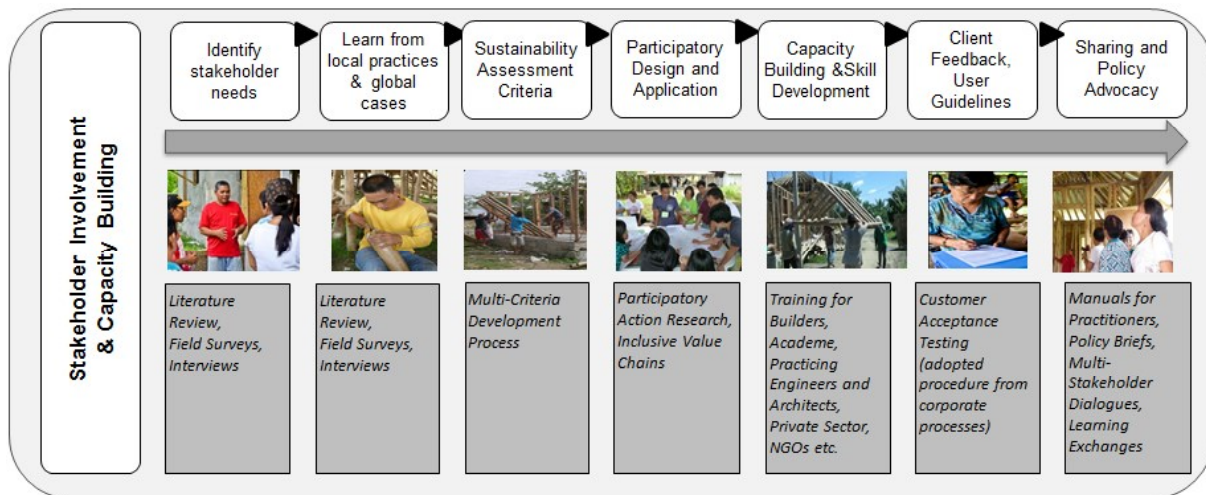 Stakeholder Involvement
& Capacity Building
Identify
stakeholder
needs
Learn from
local practices
& global
cases
Sustainability
Assessment
Criteria
Participatory
Design and
Application
Capacity
Building &Skill
Development
Client
Feedback,
User
Guidelines
Sharing and
Policy
Advocacy
Literature
Review,
Field Surveys,
Interviews
Literature
Review,
Field Surveys,
Interviews
Multi-Criteria
Development
Process
Participatory
Action Research,
Inclusive Value
Chains
Training for
Builders,
Academe,
Practicing
Engineers and
Architects,
Private Sector,
NGOs etc.
Customer
Acceptance
Testing
(adopted
procedure from
corporate
processes)
Manuals for
Practitioners,
Policy Briefs,
Multi-
Stakeholder
Dialogues,
Learning
Exchanges